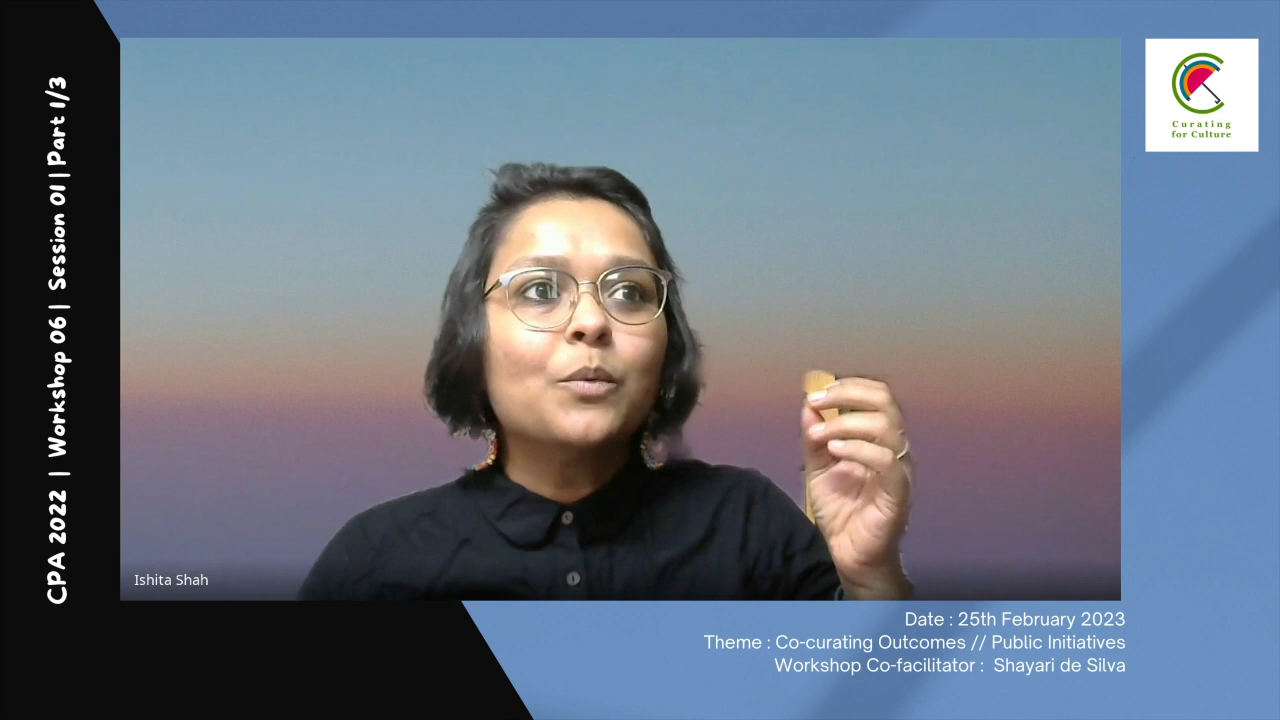 CPA 2022 | Workshop 06 | Session 01 | Part 1/3
Curating
for Culture
Ishita Shah
Date : 25th February 2023
Theme : Co-curating Outcomes // Public Initiatives
Workshop Co-facilitator : Shayari de Silva